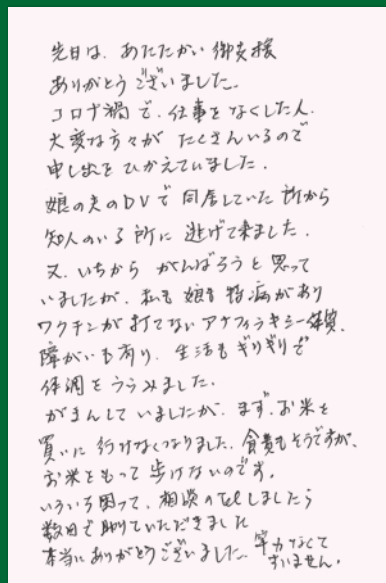 先日は、あたたかい御支援
ありがとうございました。
コロナ禍で、仕事をなくした人、
大変な方々が たくさんいるので
申し出をひかえていました。
娘の夫のDVで 同居していた所から
知人のいる所に 逃げて来ました。
又、いちから がんばろうと思って
いましたが、私も娘も持病があり
ワクチンが打てないアナフィラキシー体質、
障がいも有り、生活もぎりぎりで
体調をうらみました。
がまんしていましたが、まず、お米を
買いに行けなくなりました。食費もそうですが、
お米をもって歩けないのです。
いろいろ困って、相談のTELしましたら
数日で助けていただきました
本当にありがとうございました。筆力なくて
すいません。